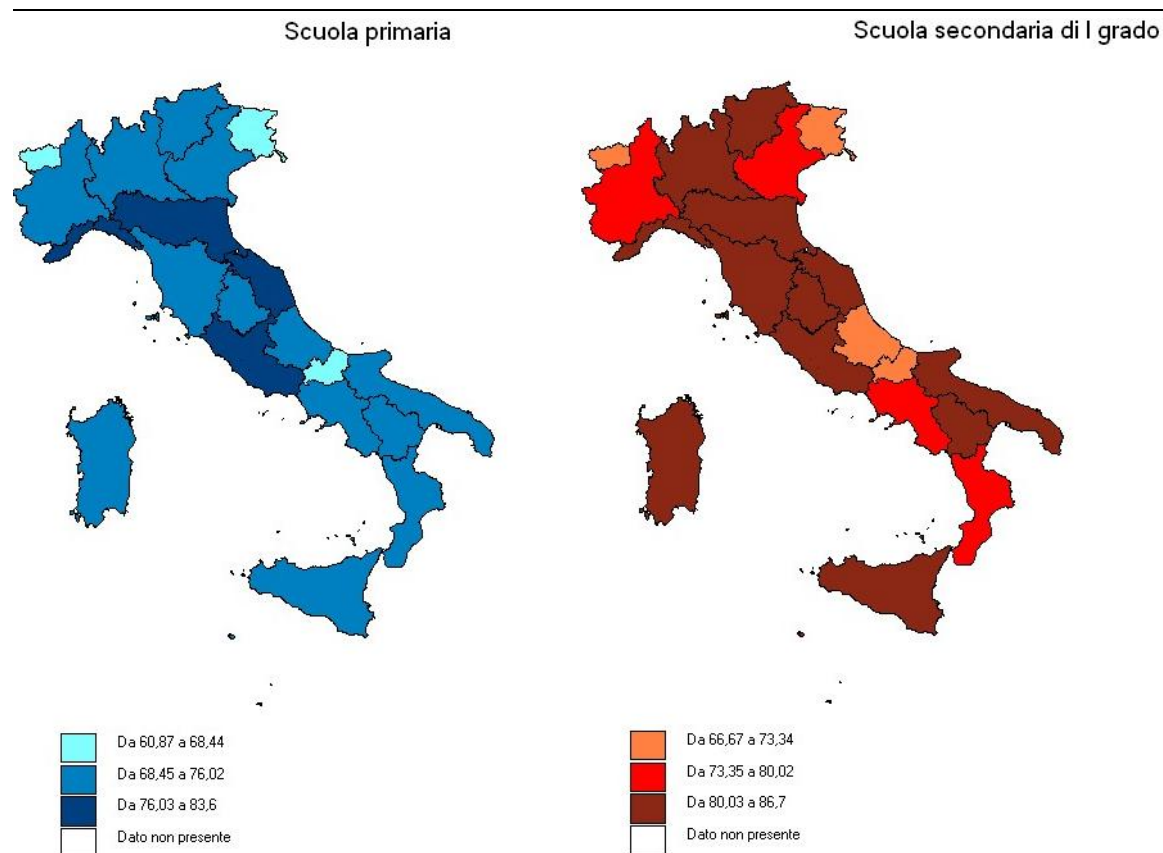 Scuola primaria
Scuola secondaria di I grado
Da 60,87 a 68,44
Da 68,45 a 76,02
Da 76,03 a 83,6
Dato non presente
Da 66,67 a 73,34
Da 73,35 a 80,02
Da 80,03 a 86,7
Dato non presente